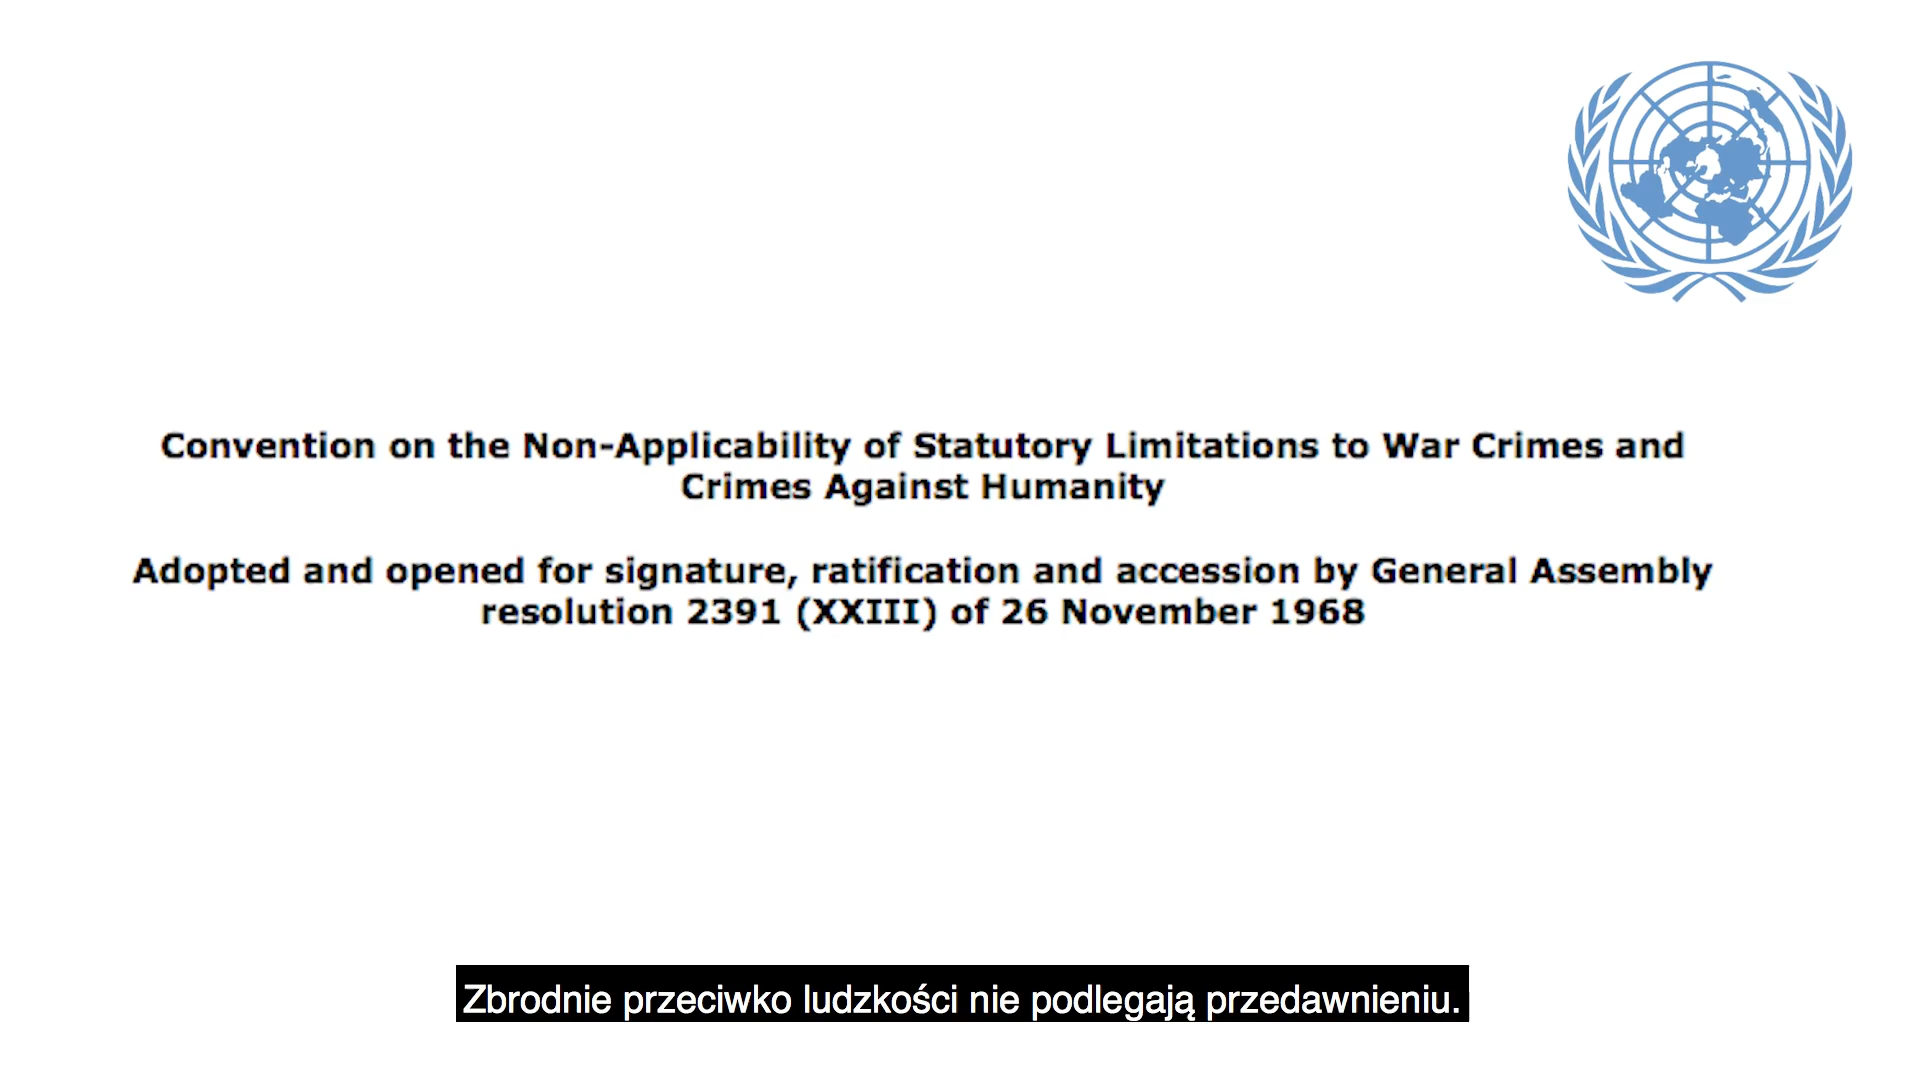 Convention on the Non-Applicability of Statutory Limitations to War Crimes and
Crimes Against Humanity
Adopted and opened for signature, ratification and accession by General Assembly
resolution 2391 (XXIII) of 26 November 1968
Zbrodnie przeciwko ludzkości nie podlegają przedawnieniu.